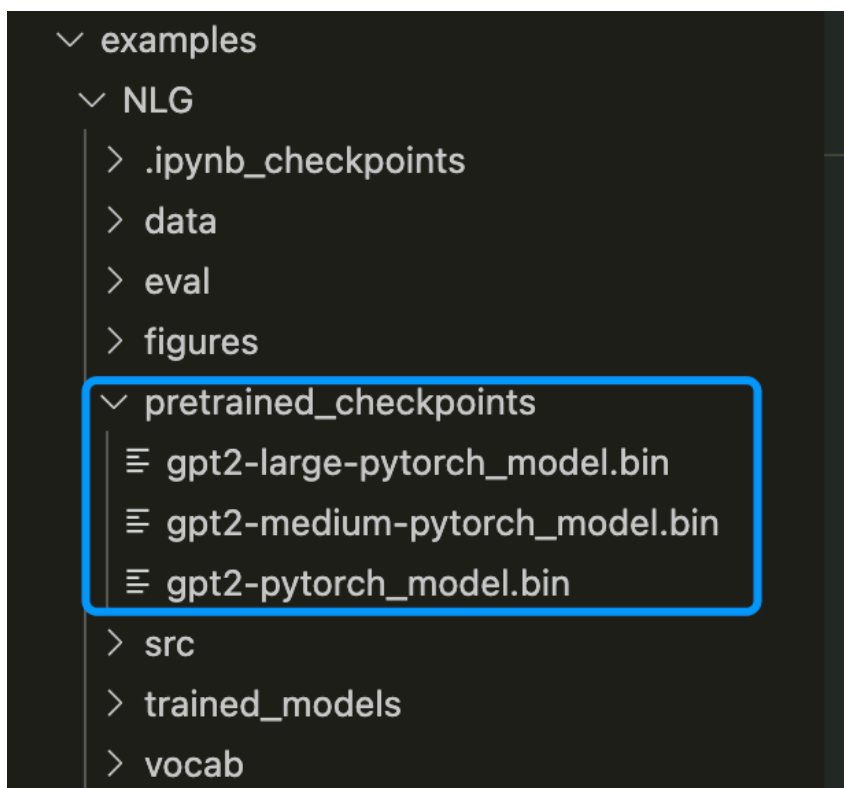 examples
NLG
.ipynb_checkpoints
data
eval
figures
pretrained_checkpoints
gpt2-large-pytorch_model.bin
gpt2-medium-pytorch_model.bin
gpt2-pytorch_model.bin
src
trained_models
vocab